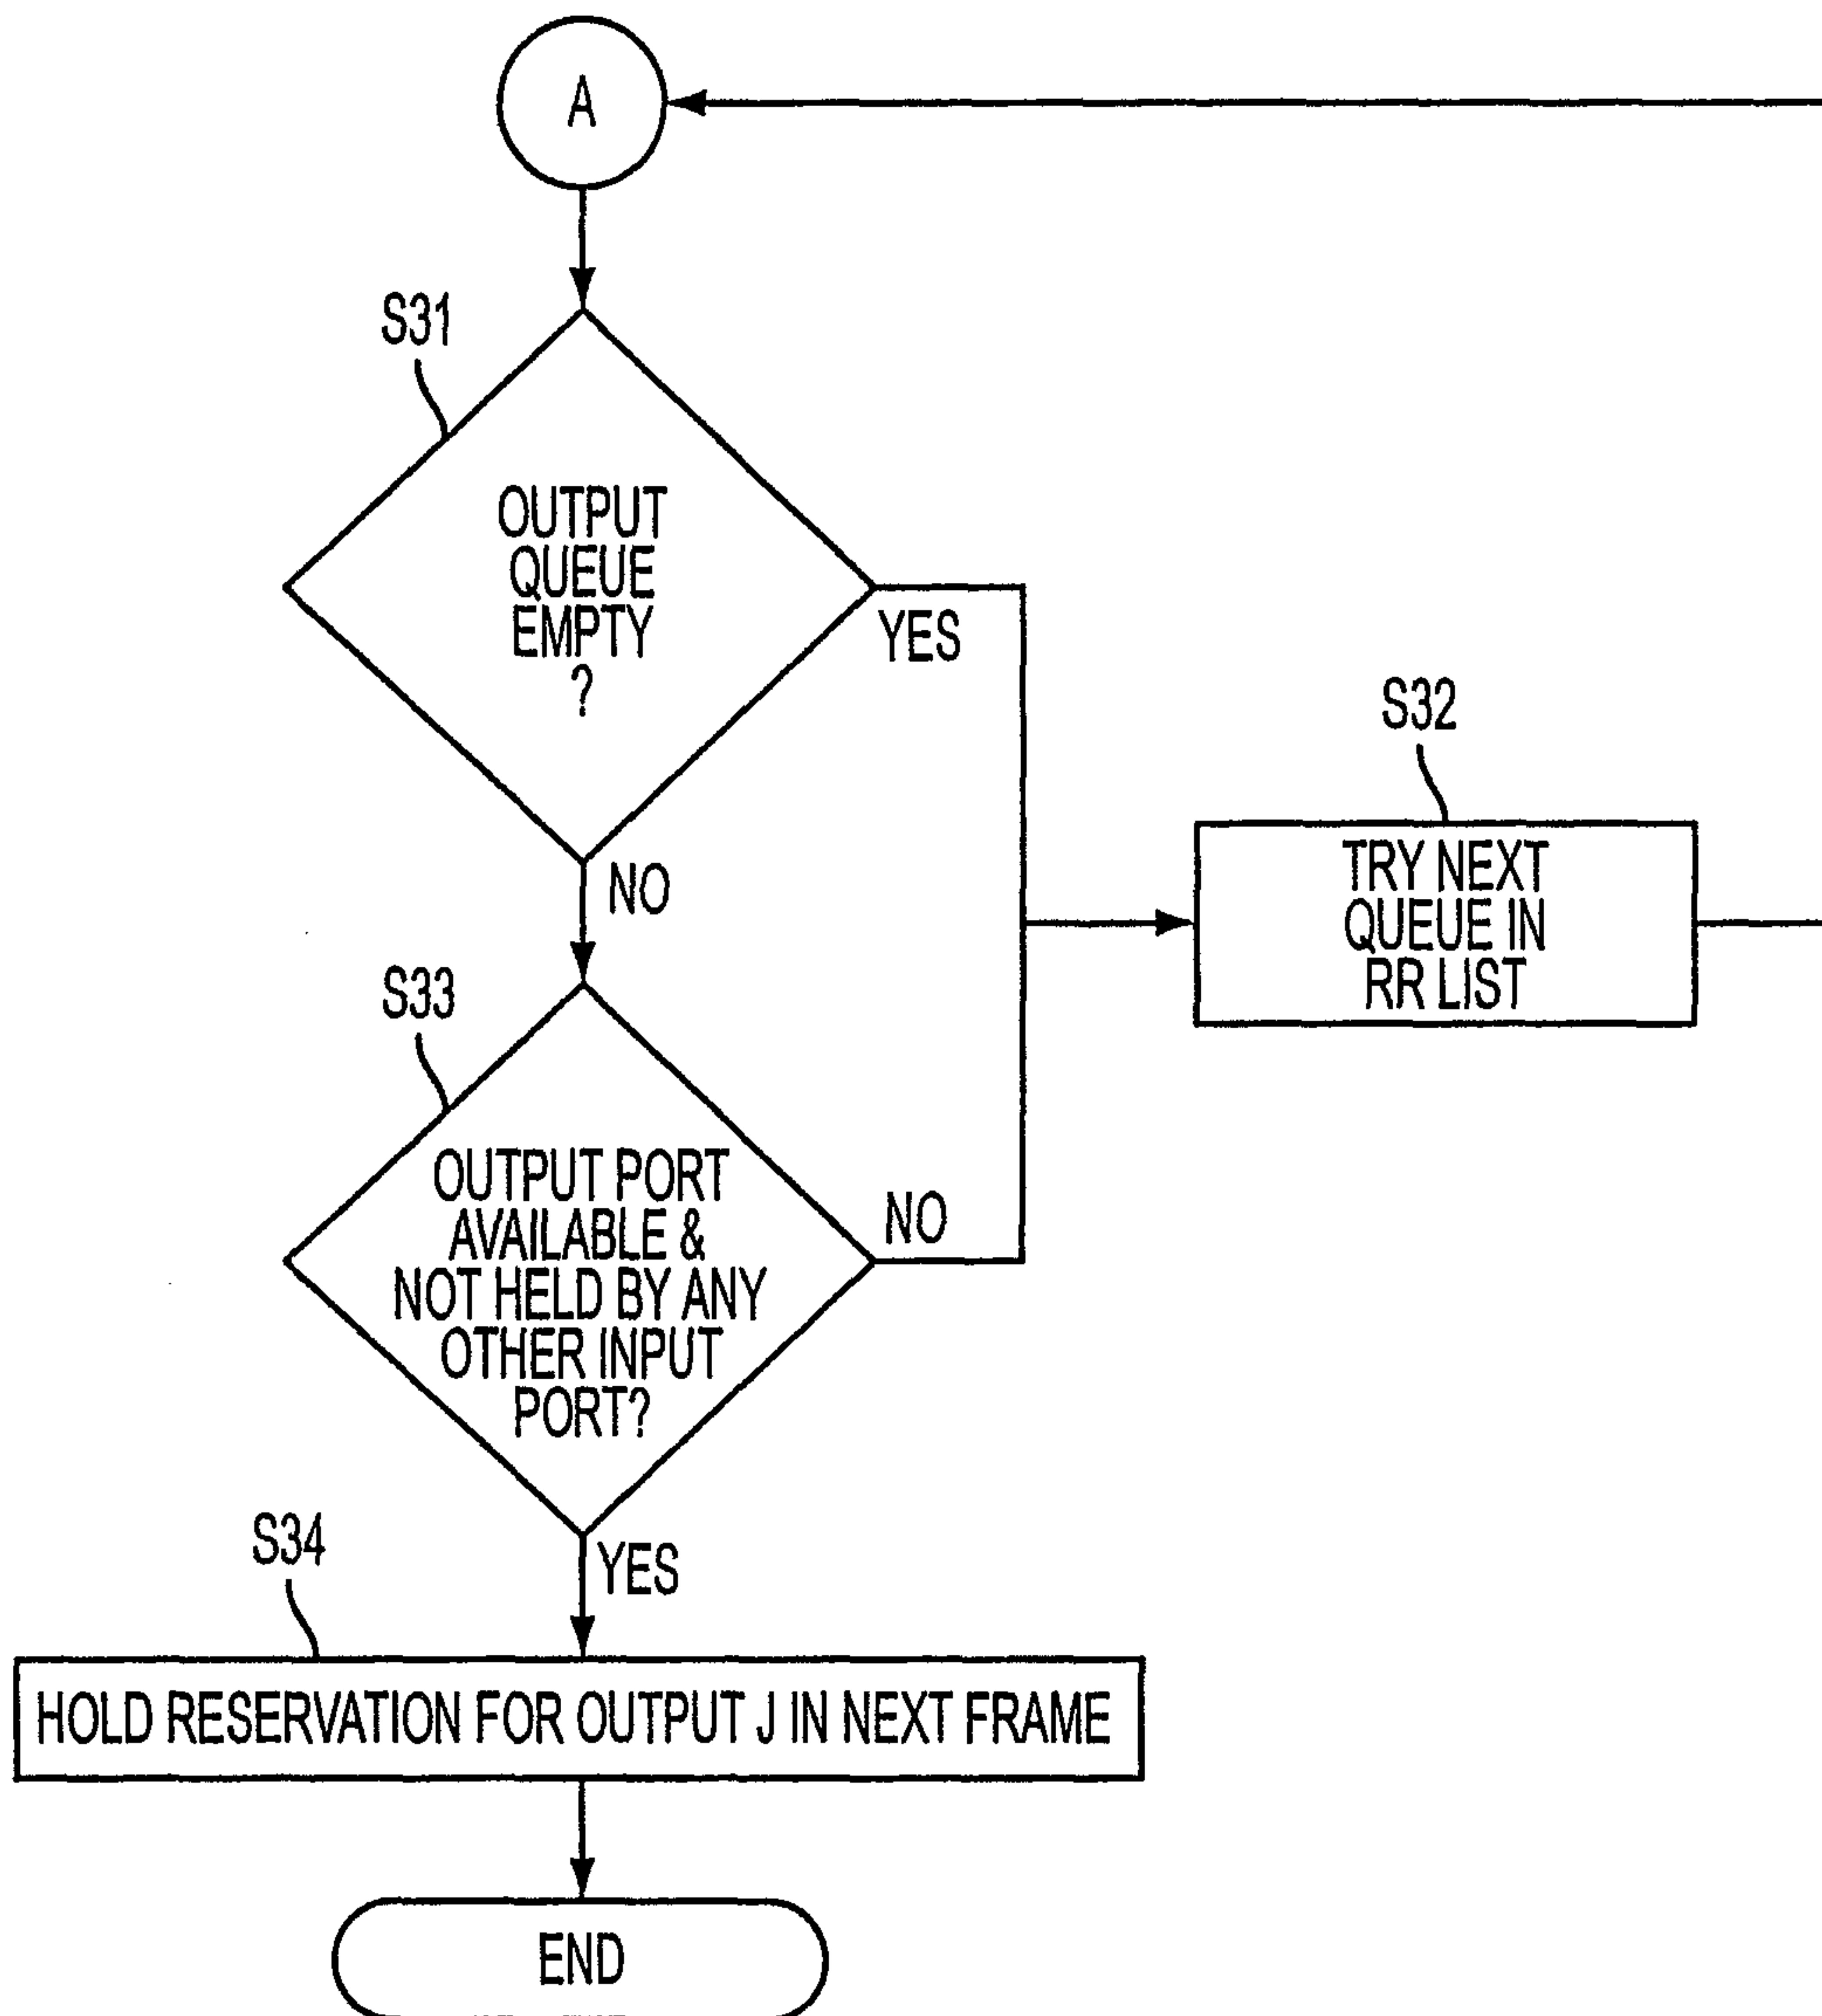 A
S31
OUTPUT
QUEUE
EMPTY
?
YES
NO
S32
TRY NEXT
QUEUE IN
RR LIST
S33
OUTPUT PORT
AVAILABLE &
NOT HELD BY ANY
OTHER INPUT
PORT?
NO
YES
S34
HOLD RESERVATION FOR OUTPUT J IN NEXT FRAME
END